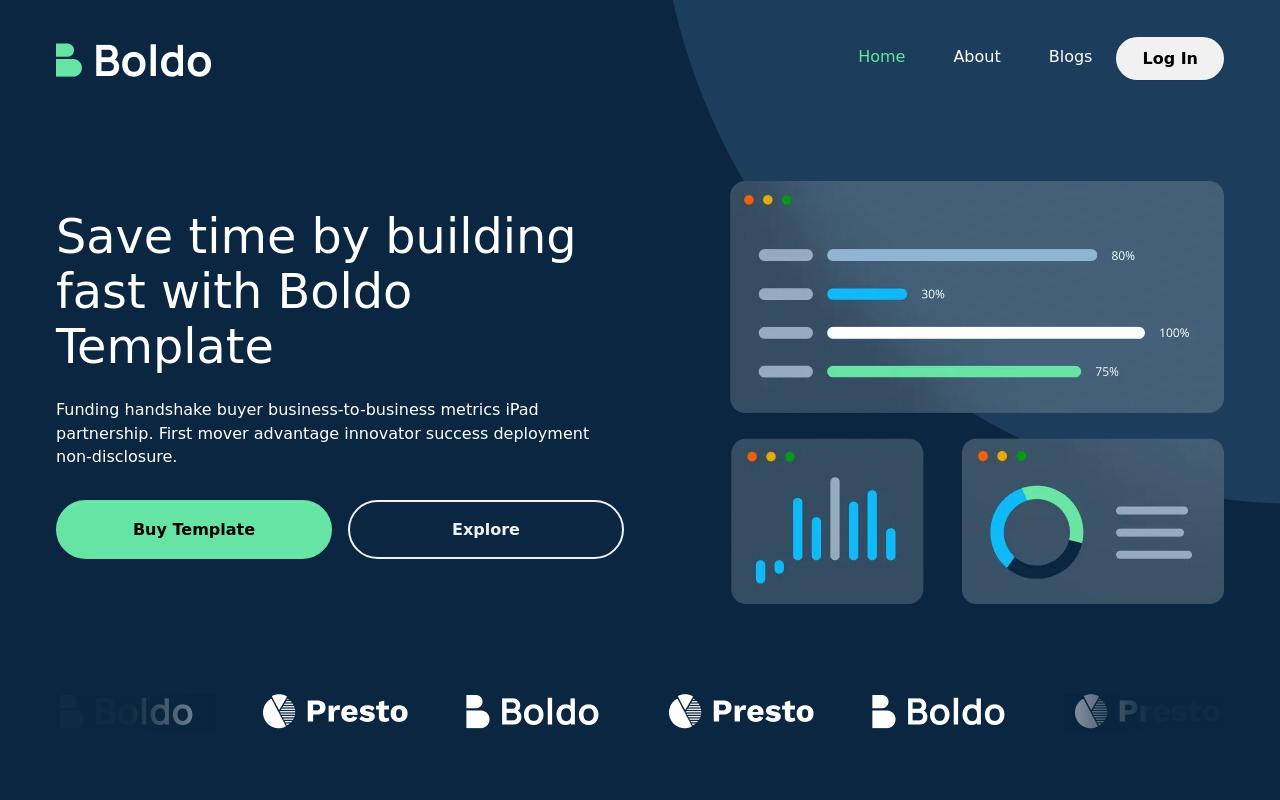 Boldo
Home About Blogs Log In
Save time by building
fast with Boldo
Template
Funding handshake buyer business-to-business metrics iPad
partnership. First mover advantage innovator success deployment
non-disclosure.
Buy Template Explore
80%
30%
100%
75%
Boldo Presto Boldo Presto Boldo Presto